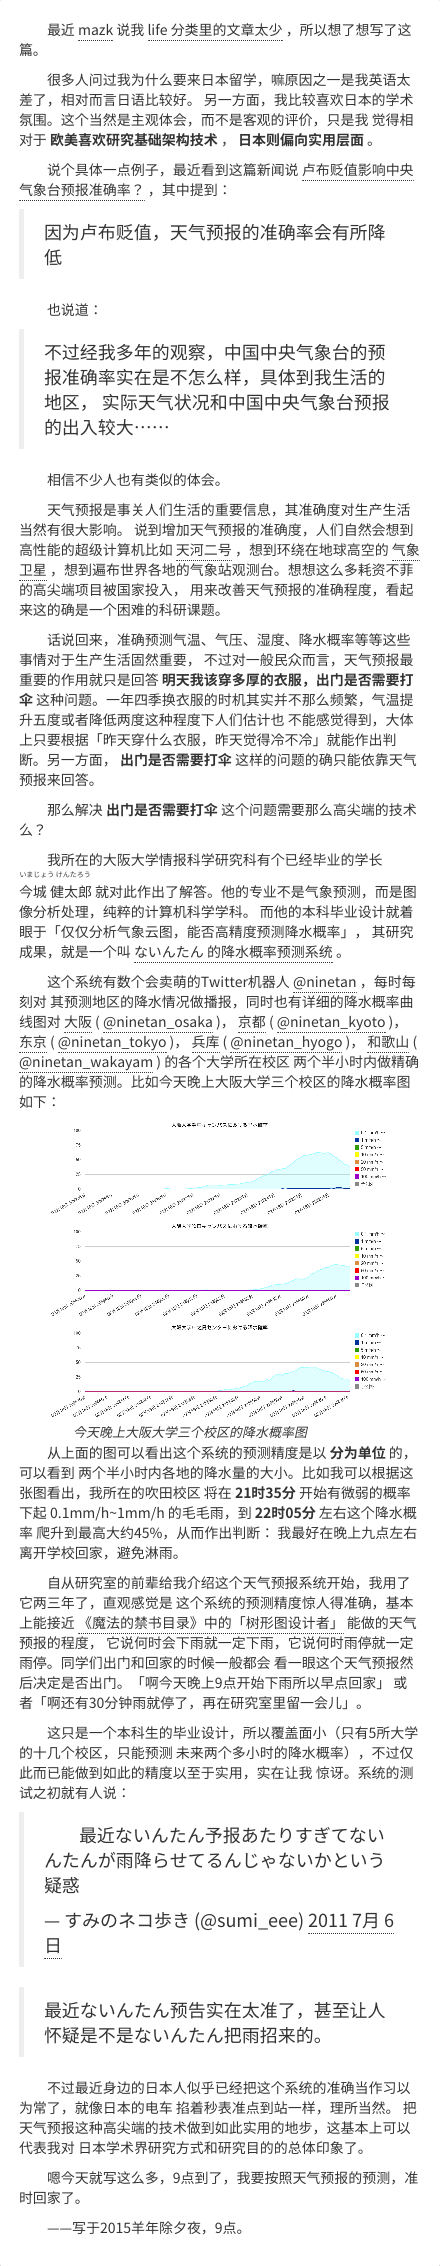 最近 mazk 说我 life 分类里的文章太少 ，所以想了想写了这
篇。
很多人问过我为什么要来日本留学，嘛原因之一是我英语太
差了，相对而言日语比较好。 另一方面，我比较喜欢日本的学术
氛围。这个当然是主观体会，而不是客观的评价，只是我 觉得相
对于 欧美喜欢研究基础架构技术 ， 日本则偏向实用层面 。
说个具体一点例子，最近看到这篇新闻说 卢布贬值影响中央
气象台预报准确率？ ，其中提到：
因为卢布贬值，天气预报的准确率会有所降
低
也说道：
不过经我多年的观察，中国中央气象台的预
报准确率实在是不怎么样，具体到我生活的
地区， 实际天气状况和中国中央气象台预报
的出入较大……
相信不少人也有类似的体会。
天气预报是事关人们生活的重要信息，其准确度对生产生活
当然有很大影响。 说到增加天气预报的准确度，人们自然会想到
高性能的超级计算机比如 天河二号 ，想到环绕在地球高空的 气象
卫星 ，想到遍布世界各地的气象站观测台。想想这么多耗资不菲
的高尖端项目被国家投入， 用来改善天气预报的准确程度，看起
来这的确是一个困难的科研课题。
话说回来，准确预测气温、气压、湿度、降水概率等等这些
事情对于生产生活固然重要， 不过对一般民众而言，天气预报最
重要的作用就只是回答 明天我该穿多厚的衣服，出门是否需要打
伞 这种问题。一年四季换衣服的时机其实并不那么频繁，气温提
升五度或者降低两度这种程度下人们估计也 不能感觉得到，大体
上只要根据「昨天穿什么衣服，昨天觉得冷不冷」就能作出判
断。另一方面， 出门是否需要打伞 这样的问题的确只能依靠天气
预报来回答。
那么解决 出门是否需要打伞 这个问题需要那么高尖端的技术
么？
我所在的大阪大学情报科学研究科有个已经毕业的学长
いまじょう けんたろう
今城 健太郎 就对此作出了解答。他的专业不是气象预测，而是图
像分析处理，纯粹的计算机科学学科。 而他的本科毕业设计就着
眼于「仅仅分析气象云图，能否高精度预测降水概率」， 其研究
成果，就是一个叫 ないんたん 的降水概率预测系统 。
这个系统有数个会卖萌的Twitter机器人 @ninetan ，每时每
刻对 其预测地区的降水情况做播报，同时也有详细的降水概率曲
线图对 大阪 ( @ninetan_osaka )， 京都 ( @ninetan_kyoto )，
东京 ( @ninetan_tokyo )， 兵库 ( @ninetan_hyogo )， 和歌山 (
@ninetan_wakayam ) 的各个大学所在校区 两个半小时内做精确
的降水概率预测。比如今天晚上大阪大学三个校区的降水概率图
如下：
今天晚上大阪大学三个校区的降水概率图
从上面的图可以看出这个系统的预测精度是以 分为单位 的，
可以看到 两个半小时内各地的降水量的大小。比如我可以根据这
张图看出，我所在的吹田校区 将在 21时35分 开始有微弱的概率
下起 0.1mm/h~1mm/h 的毛毛雨，到 22时05分 左右这个降水概
率 爬升到最高大约45%，从而作出判断： 我最好在晚上九点左右
离开学校回家，避免淋雨。
自从研究室的前辈给我介绍这个天气预报系统开始，我用了
它两三年了，直观感觉是 这个系统的预测精度惊人得准确，基本
上能接近 《魔法的禁书目录》中的「树形图设计者」 能做的天气
预报的程度， 它说何时会下雨就一定下雨，它说何时雨停就一定
雨停。同学们出门和回家的时候一般都会 看一眼这个天气预报然
后决定是否出门。「啊今天晚上9点开始下雨所以早点回家」 或
者「啊还有30分钟雨就停了，再在研究室里留一会儿」。
这只是一个本科生的毕业设计，所以覆盖面小（只有5所大学
的十几个校区，只能预测 未来两个多小时的降水概率），不过仅
此而已能做到如此的精度以至于实用，实在让我 惊讶。系统的测
试之初就有人说：
最近ないんたん予报あたりすぎてない
んたんが雨降らせてるんじゃないかという
疑惑
— すみのネコ歩き (@sumi_eee) 2011 7月 6
日
最近ないんたん预告实在太准了，甚至让人
怀疑是不是ないんたん把雨招来的。
不过最近身边的日本人似乎已经把这个系统的准确当作习以
为常了，就像日本的电车 掐着秒表准点到站一样，理所当然。 把
天气预报这种高尖端的技术做到如此实用的地步，这基本上可以
代表我对 日本学术界研究方式和研究目的的总体印象了。
嗯今天就写这么多，9点到了，我要按照天气预报的预测，准
时回家了。
——写于2015羊年除夕夜，9点。